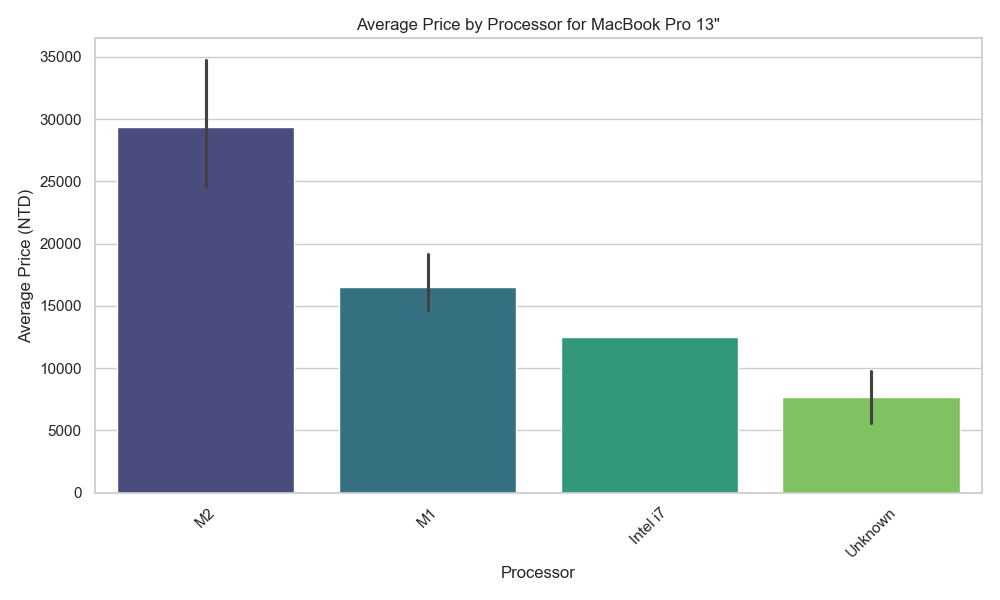 Average Price by Processor for MacBook Pro 13"
35000
30000
25000
20000
15000
10000
5000
0
Average Price (NTD)
M2
M1
Intel i7
Unknown
Processor